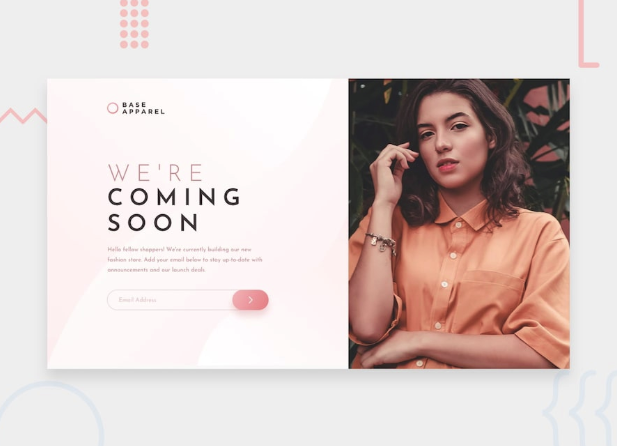 BASE
APPAREL
WE'RE
COMING
SOON
Hello fellow shoppers! We're currently building our new
fashion store. Add your email below to stay up-to-date with
announcements and our launch deals.
Email Address